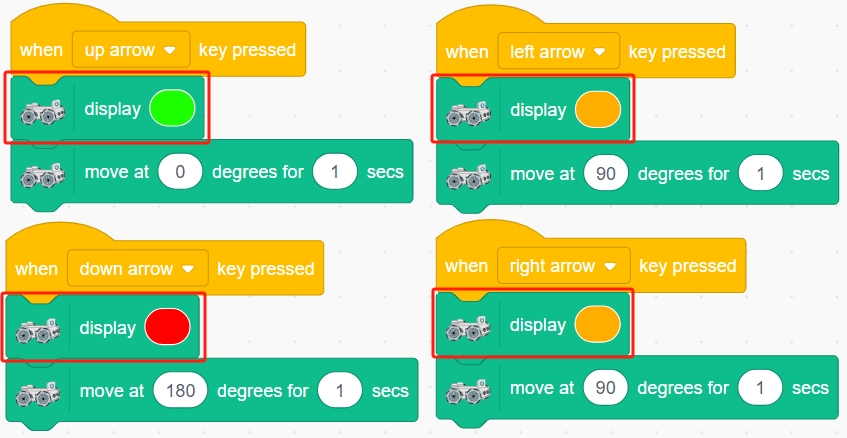 when up arrow key pressed
display
move at 0 degrees for 1 secs
when left arrow key pressed
display
move at 90 degrees for 1 secs
when down arrow key pressed
display
move at 180 degrees for 1 secs
when right arrow key pressed
display
move at 90 degrees for 1 secs